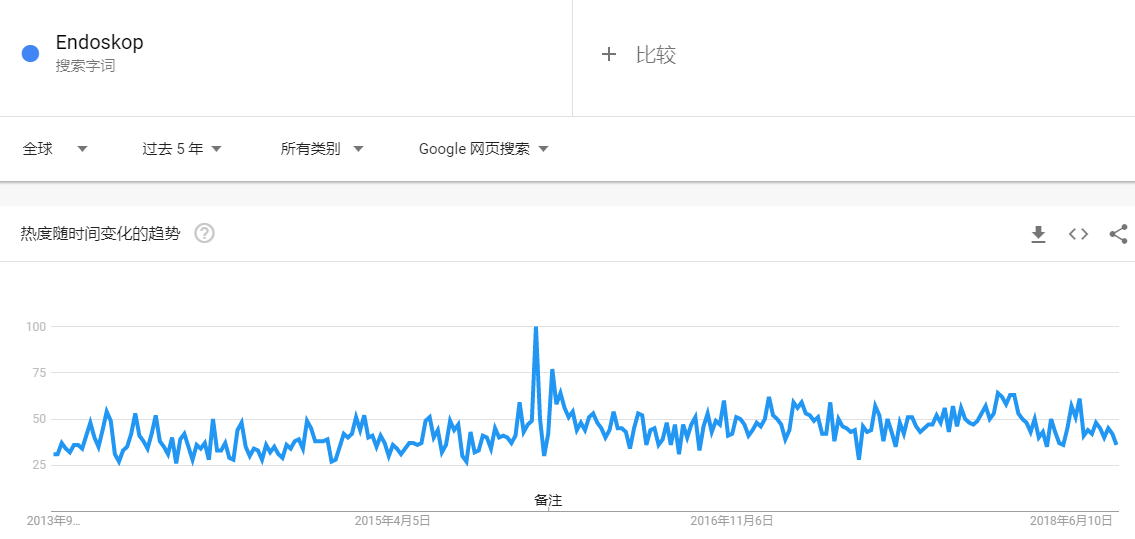 Endoskop
搜索字词
比较
全球
过去 5 年
所有类别
Google 网页搜索
热度随时间变化的趋势
100
75
50
25
备注
2013年9...
2015年4月5日
2016年11月6日
2018年6月10日